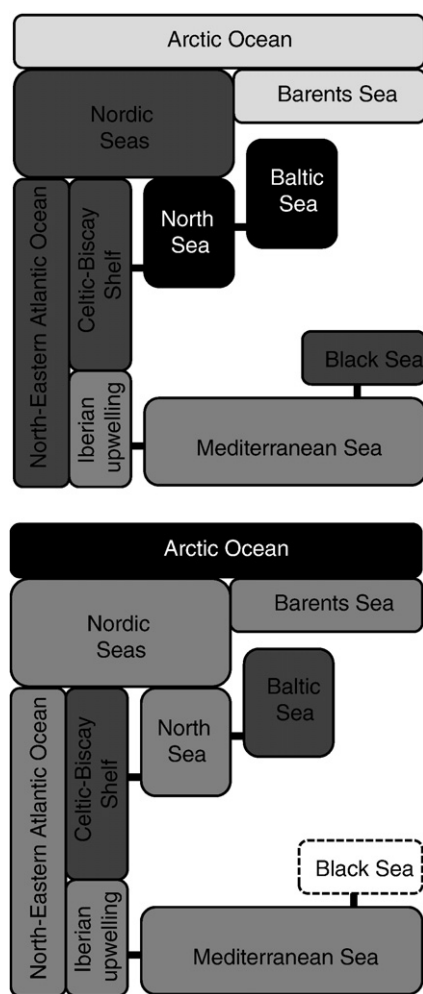 Arctic Ocean
Nordic
Seas
Barents Sea
Baltic
Sea
North
Sea
North-Eastern Atlantic Ocean
Celtic-Biscay
Shelf
Black Sea
Iberian
upwelling
Mediterranean Sea
Arctic Ocean
Nordic
Seas
Barents Sea
Baltic
Sea
North
Sea
North-Eastern Atlantic Ocean
Celtic-Biscay
Shelf
Black Sea
Iberian
upwelling
Mediterranean Sea